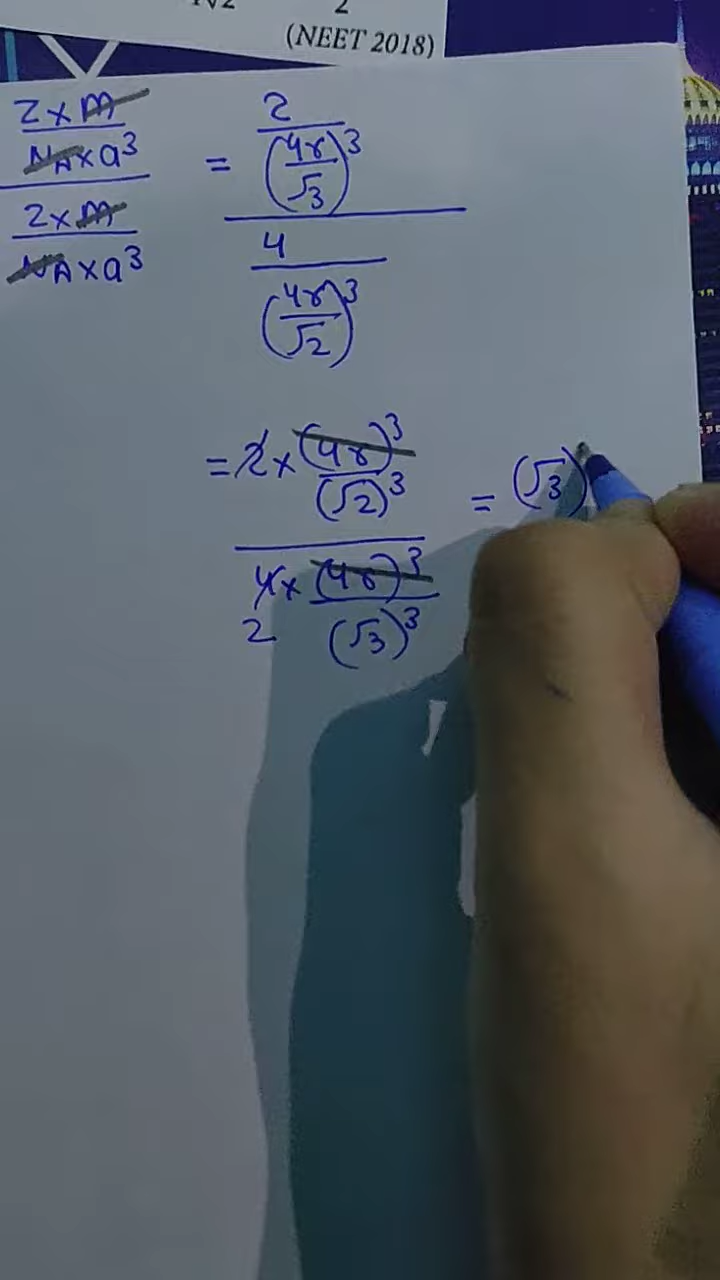 2
(NEET 2018)
2 × m / NA × a³ / 2 × m / NA × a³ = 2 / (4r/√3)³ / 4 / (4r/√2)³
= 2 × (4r)³ / (√2)³ / 4 × (4r)³ / (√3)³ = (√3)
2